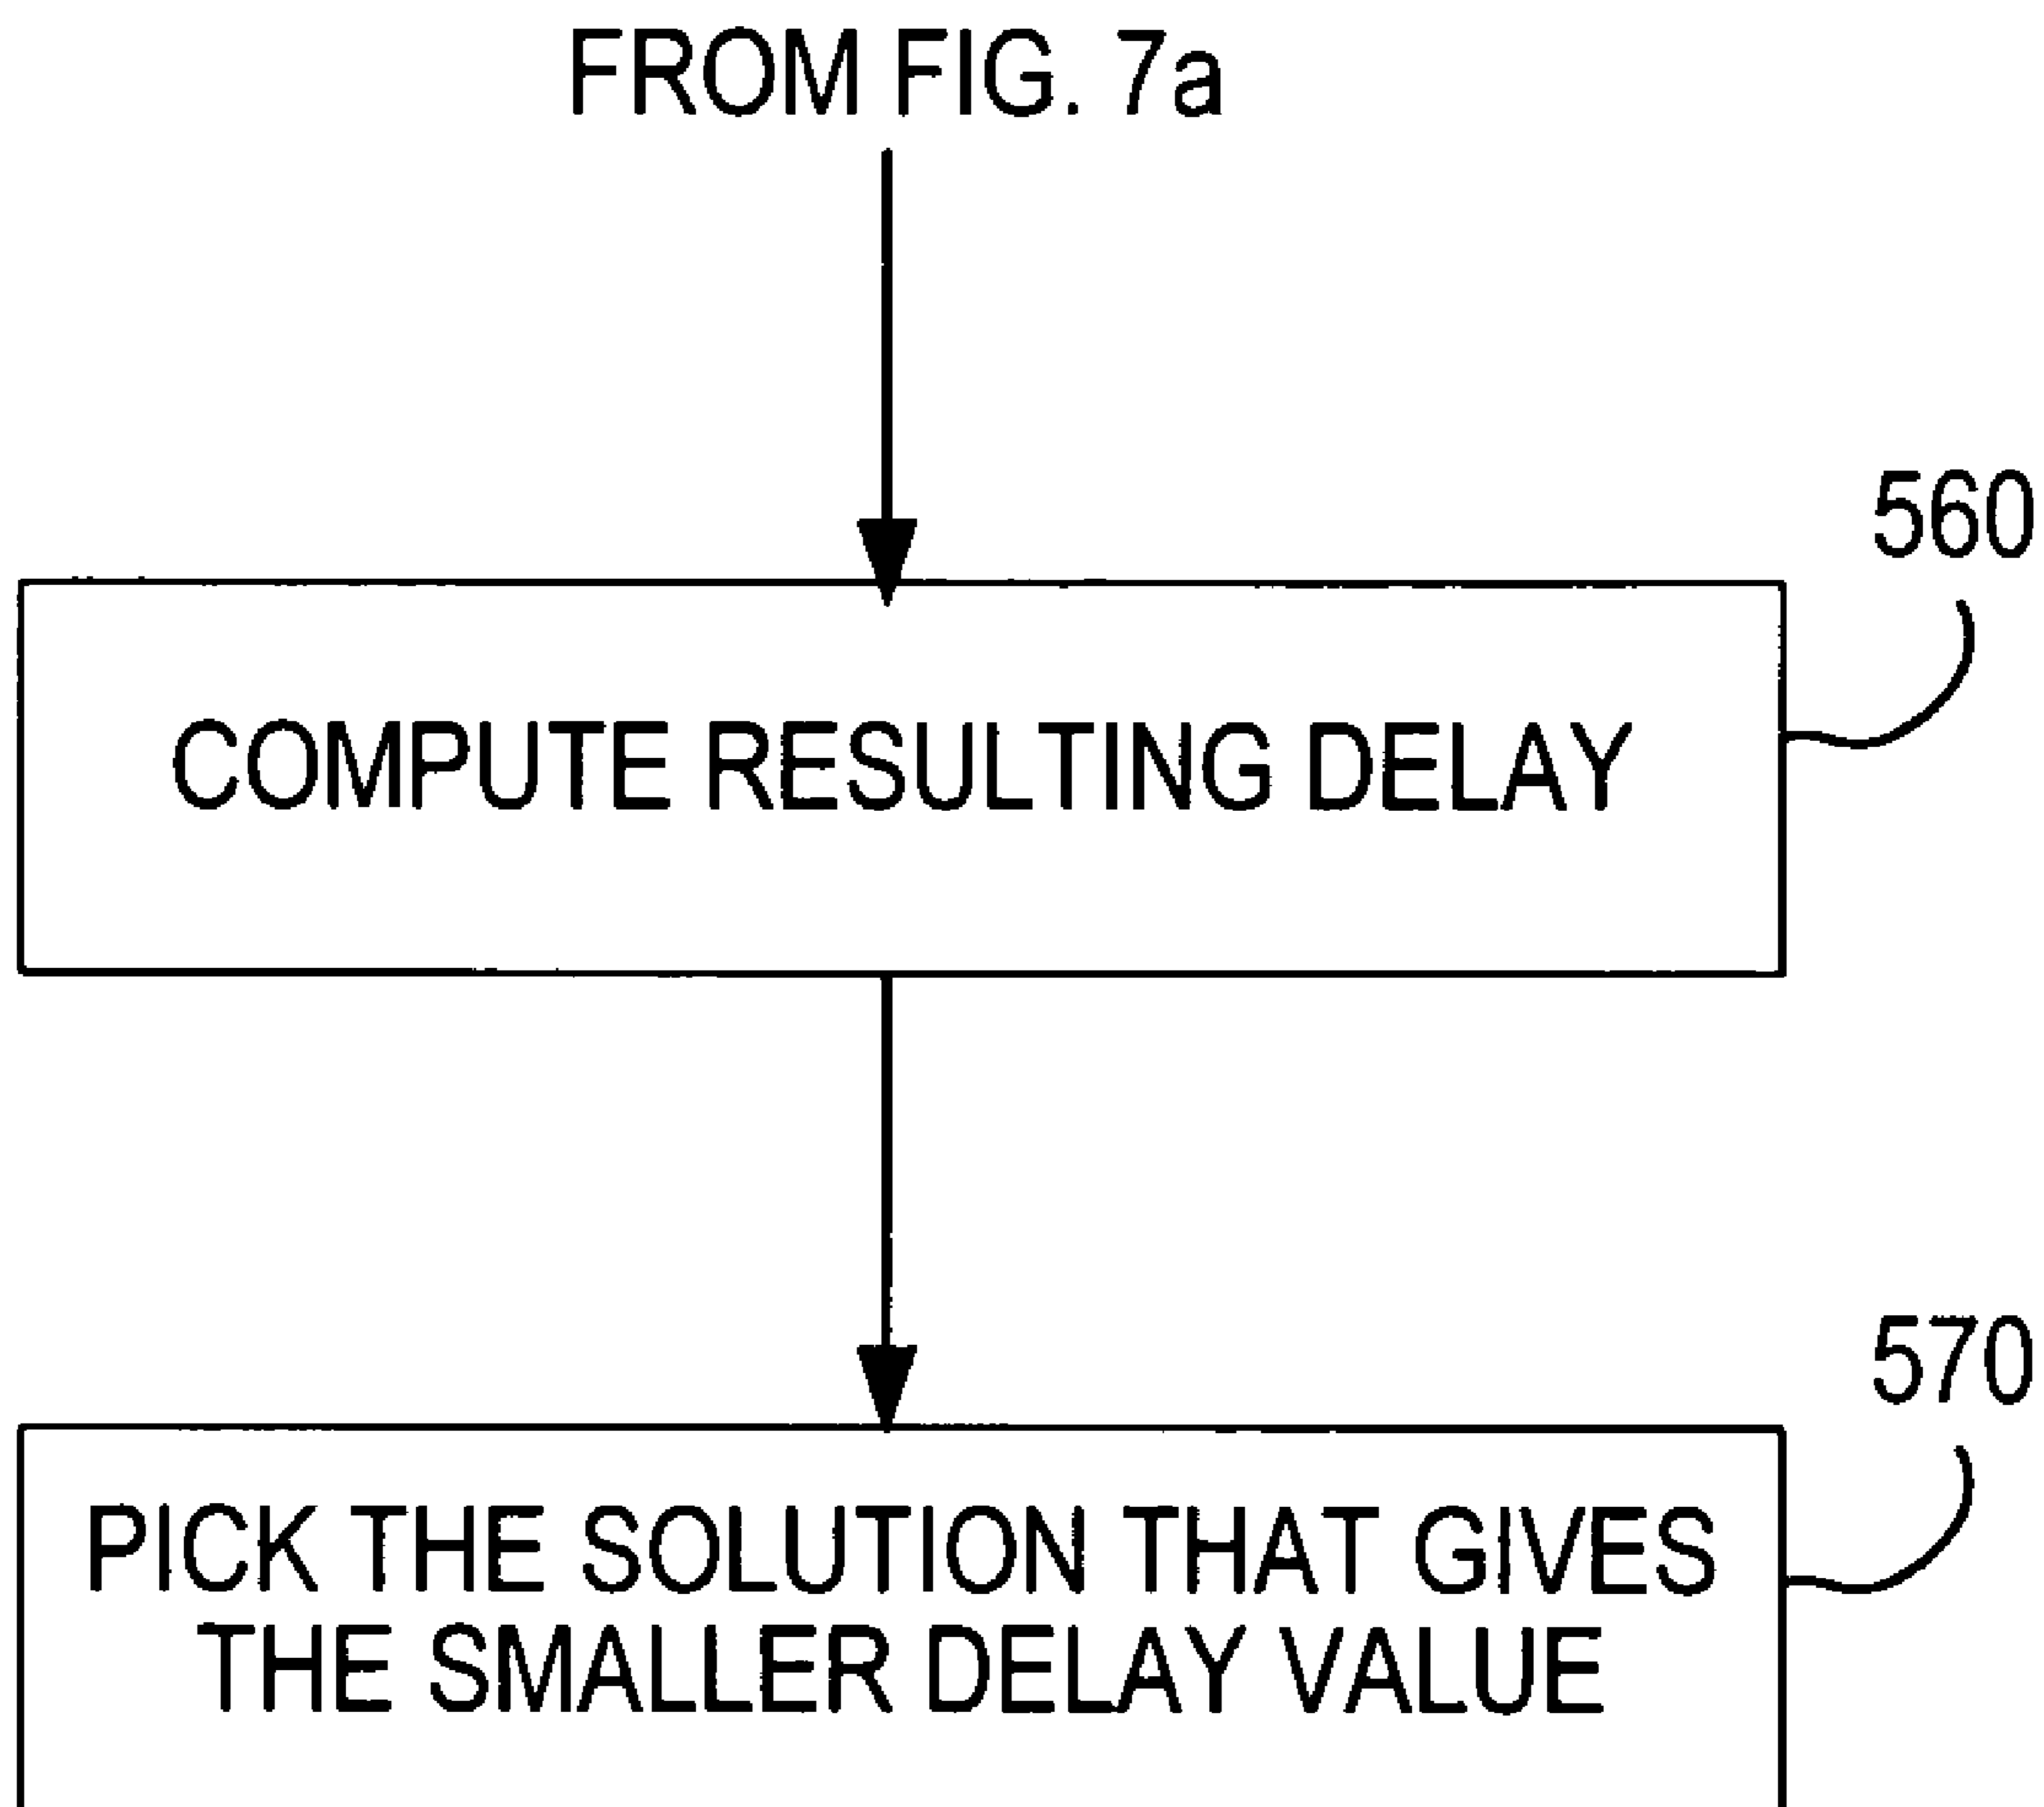 FROM FIG. 7a
560
COMPUTE RESULTING DELAY
570
PICK THE SOLUTION THAT GIVES
THE SMALLER DELAY VALUE